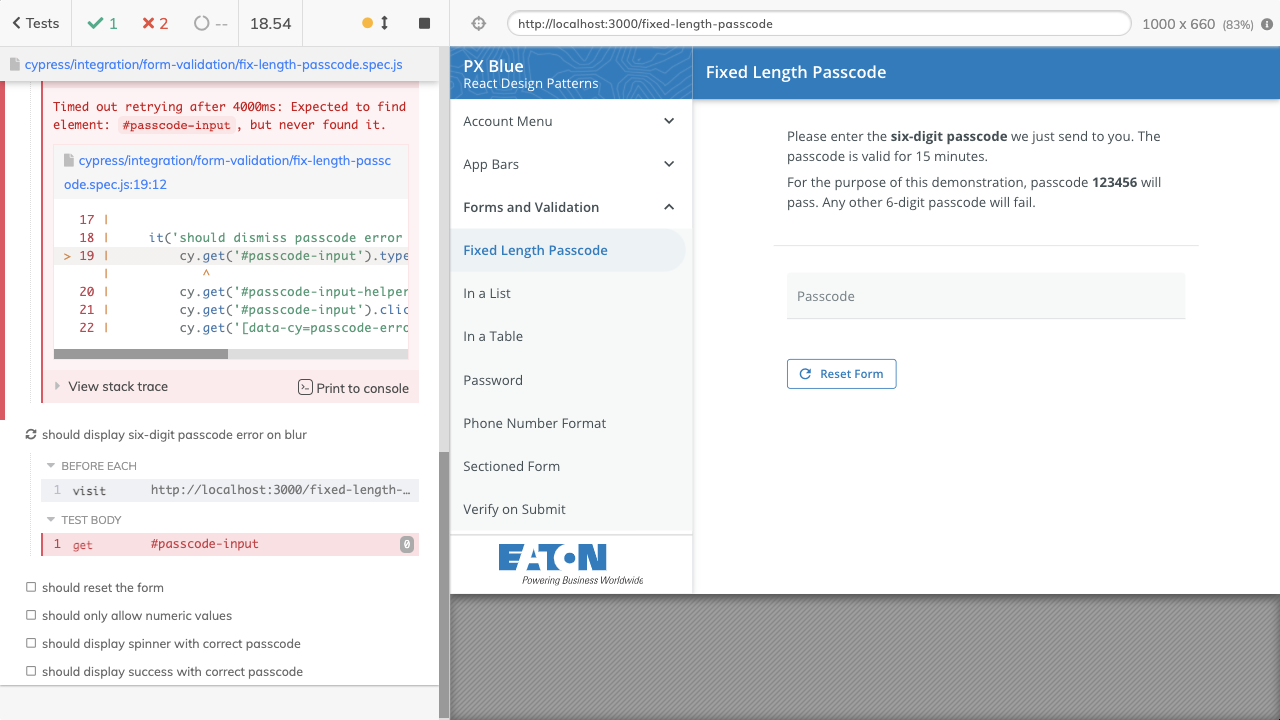 Tests
1
2
--
18.54
http://localhost:3000/fixed-length-passcode
1000 x 660 (83%)
cypress/integration/form-validation/fix-length-passcode.spec.js
Timed out retrying after 4000ms: Expected to find
element: #passcode-input, but never found it.
cypress/integration/form-validation/fix-length-passc
ode.spec.js:19:12
17 |
18 | it('should dismiss passcode error
> 19 | cy.get('#passcode-input').type
| ^
20 | cy.get('#passcode-input-helper
21 | cy.get('#passcode-input').clic
22 | cy.get('[data-cy=passcode-erro
View stack trace
Print to console
should display six-digit passcode error on blur
BEFORE EACH
1 visit http://localhost:3000/fixed-length-…
TEST BODY
1 get #passcode-input 0
should reset the form
should only allow numeric values
should display spinner with correct passcode
should display success with correct passcode
PX Blue
React Design Patterns
Account Menu
App Bars
Forms and Validation
Fixed Length Passcode
In a List
In a Table
Password
Phone Number Format
Sectioned Form
Verify on Submit
EATON
Powering Business Worldwide
Fixed Length Passcode
Please enter the six-digit passcode we just send to you. The
passcode is valid for 15 minutes.
For the purpose of this demonstration, passcode 123456 will
pass. Any other 6-digit passcode will fail.
Passcode
Reset Form